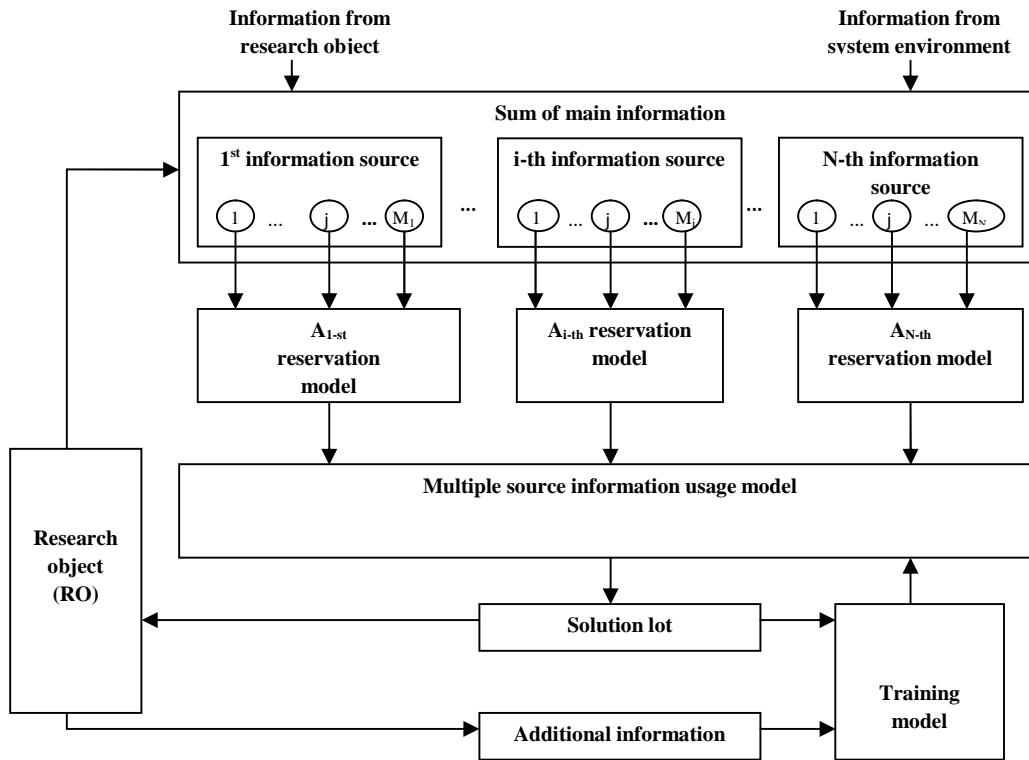 Information from
research object
Information from
system environment
Sum of main information
1st information source
1 ... j ... M1
...
i-th information source
1 ... j ... Mi
...
N-th information
source
1 ... j ... MN
A1-st
reservation
model
Ai-th reservation
model
AN-th
reservation model
Multiple source information usage model
Research
object
(RO)
Solution lot
Training
model
Additional information